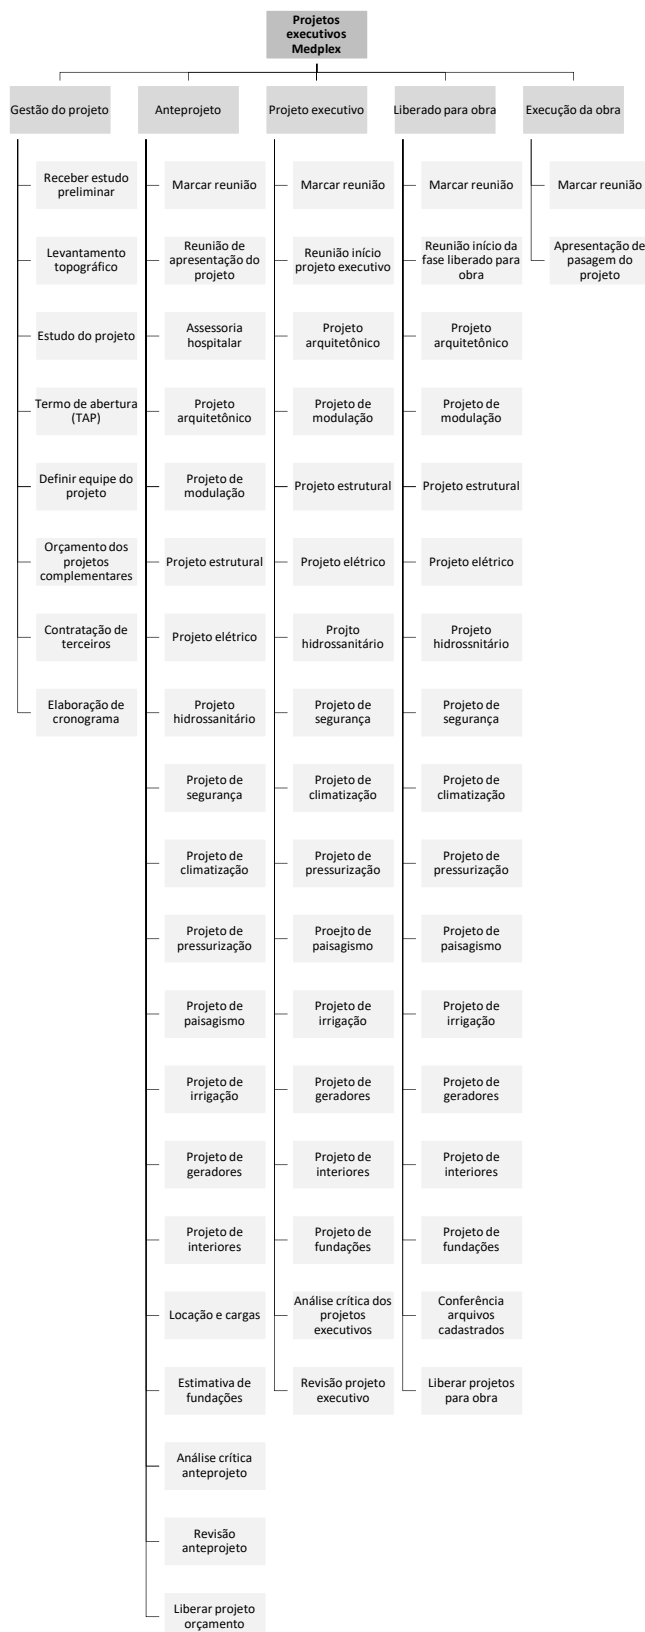 Projetos
executivos
Medplex
Gestão do projeto
Anteprojeto
Projeto executivo
Liberado para obra
Execução da obra
Receber estudo
preliminar
Levantamento
topográfico
Estudo do projeto
Termo de abertura
(TAP)
Definir equipe do
projeto
Orçamento dos
projetos
complementares
Contratação de
terceiros
Elaboração de
cronograma
Marcar reunião
Reunião de
apresentação do
projeto
Assessoria
hospitalar
Projeto
arquitetônico
Projeto de
modulação
Projeto estrutural
Projeto elétrico
Projeto
hidrossanitário
Projeto de
segurança
Projeto de
climatização
Projeto de
pressurização
Projeto de
paisagismo
Projeto de
irrigação
Projeto de
geradores
Projeto de
interiores
Locação e cargas
Estimativa de
fundações
Análise crítica
anteprojeto
Revisão
anteprojeto
Liberar projeto
orçamento
Marcar reunião
Reunião início
projeto executivo
Projeto
arquitetônico
Projeto de
modulação
Projeto estrutural
Projeto elétrico
Projto
hidrossanitário
Projeto de
segurança
Projeto de
climatização
Projeto de
pressurização
Proejto de
paisagismo
Projeto de
irrigação
Projeto de
geradores
Projeto de
interiores
Projeto de
fundações
Análise crítica dos
projetos
executivos
Revisão projeto
executivo
Marcar reunião
Reunião início da
fase liberado para
obra
Projeto
arquitetônico
Projeto de
modulação
Projeto estrutural
Projeto elétrico
Projeto
hidrossnitário
Projeto de
segurança
Projeto de
climatização
Projeto de
pressurização
Projeto de
paisagismo
Projeto de
irrigação
Projeto de
geradores
Projeto de
interiores
Projeto de
fundações
Conferência
arquivos
cadastrados
Liberar projetos
para obra
Marcar reunião
Apresentação de
pasagem do
projeto